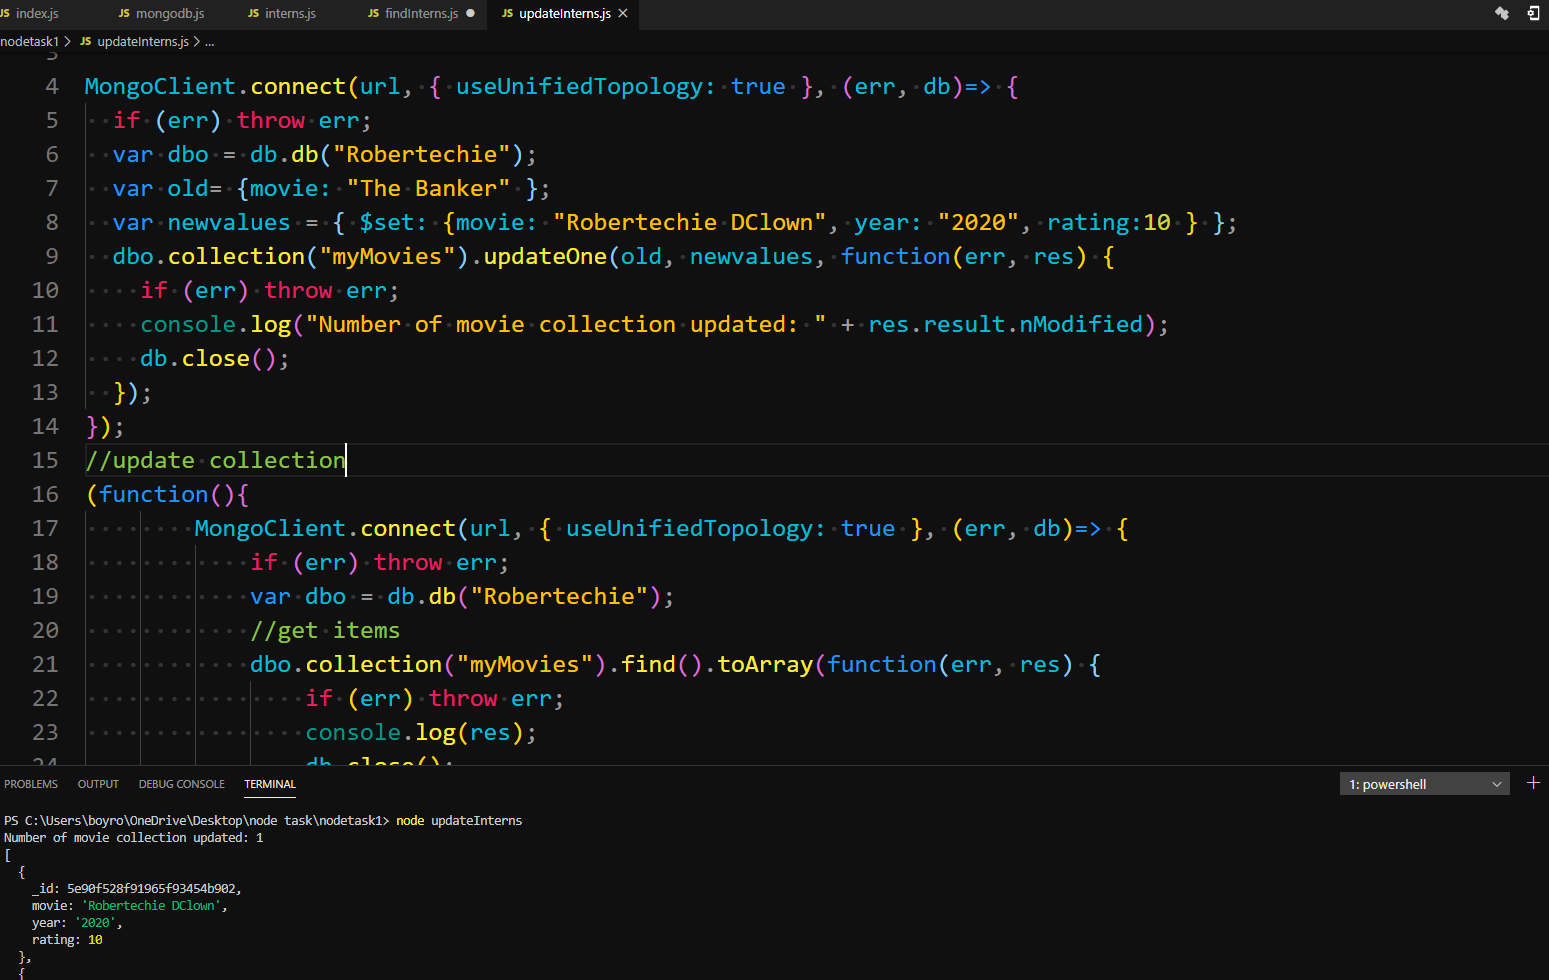 JS index.js JS mongodb.js JS interns.js JS findInterns.js ● JS updateInterns.js ×
nodetask1 > JS updateInterns.js > ...
3
4 MongoClient.connect(url, { useUnifiedTopology: true }, (err, db)=> {
5 if (err) throw err;
6 var dbo = db.db("Robertechie");
7 var old= {movie: "The Banker" };
8 var newvalues = { $set: {movie: "Robertechie DClown", year: "2020", rating:10 } };
9 dbo.collection("myMovies").updateOne(old, newvalues, function(err, res) {
10 if (err) throw err;
11 console.log("Number of movie collection updated: " + res.result.nModified);
12 db.close();
13 });
14 });
15 //update collection
16 (function(){
17 MongoClient.connect(url, { useUnifiedTopology: true }, (err, db)=> {
18 if (err) throw err;
19 var dbo = db.db("Robertechie");
20 //get items
21 dbo.collection("myMovies").find().toArray(function(err, res) {
22 if (err) throw err;
23 console.log(res);
24 db.close();
PROBLEMS OUTPUT DEBUG CONSOLE TERMINAL 1: powershell +
PS C:\Users\boyro\OneDrive\Desktop\node task\nodetask1> node updateInterns
Number of movie collection updated: 1
[
{
_id: 5e90f528f91965f93454b902,
movie: 'Robertechie DClown',
year: '2020',
rating: 10
},
{